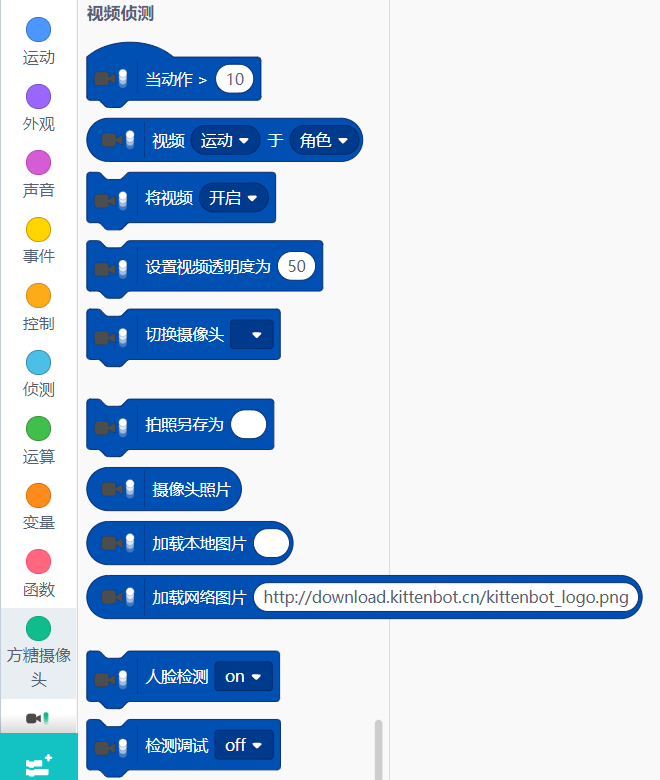 视频侦测
运动
外观
声音
事件
控制
侦测
运算
变量
函数
方糖摄像
头
当动作 > 10
视频 运动 于 角色
将视频 开启
设置视频透明度为 50
切换摄像头
拍照另存为
摄像头照片
加载本地图片
加载网络图片 http://download.kittenbot.cn/kittenbot_logo.png
人脸检测 on
检测调试 off